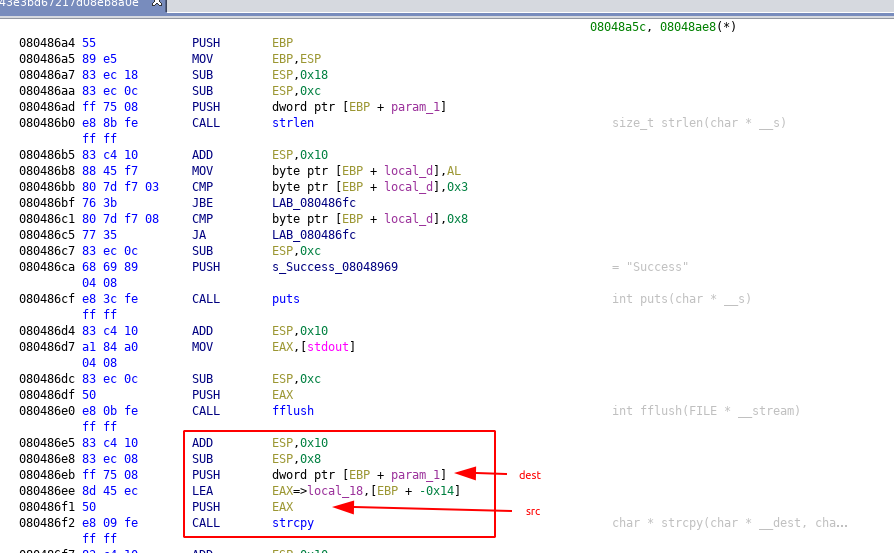 43e3bd67217d08eb8a0e ×
08048a5c, 08048ae8(*)
080486a4 55 PUSH EBP
080486a5 89 e5 MOV EBP,ESP
080486a7 83 ec 18 SUB ESP,0x18
080486aa 83 ec 0c SUB ESP,0xc
080486ad ff 75 08 PUSH dword ptr [EBP + param_1]
080486b0 e8 8b fe CALL strlen size_t strlen(char * __s)
ff ff
080486b5 83 c4 10 ADD ESP,0x10
080486b8 88 45 f7 MOV byte ptr [EBP + local_d],AL
080486bb 80 7d f7 03 CMP byte ptr [EBP + local_d],0x3
080486bf 76 3b JBE LAB_080486fc
080486c1 80 7d f7 08 CMP byte ptr [EBP + local_d],0x8
080486c5 77 35 JA LAB_080486fc
080486c7 83 ec 0c SUB ESP,0xc
080486ca 68 69 89 PUSH s_Success_08048969 = "Success"
04 08
080486cf e8 3c fe CALL puts int puts(char * __s)
ff ff
080486d4 83 c4 10 ADD ESP,0x10
080486d7 a1 84 a0 MOV EAX,[stdout]
04 08
080486dc 83 ec 0c SUB ESP,0xc
080486df 50 PUSH EAX
080486e0 e8 0b fe CALL fflush int fflush(FILE * __stream)
ff ff
080486e5 83 c4 10 ADD ESP,0x10
080486e8 83 ec 08 SUB ESP,0x8
080486eb ff 75 08 PUSH dword ptr [EBP + param_1] dest
080486ee 8d 45 ec LEA EAX=>local_18,[EBP + -0x14]
080486f1 50 PUSH EAX src
080486f2 e8 09 fe CALL strcpy char * strcpy(char * __dest, cha...
ff ff
080486f7 83 c4 10 ADD ESP,0x10